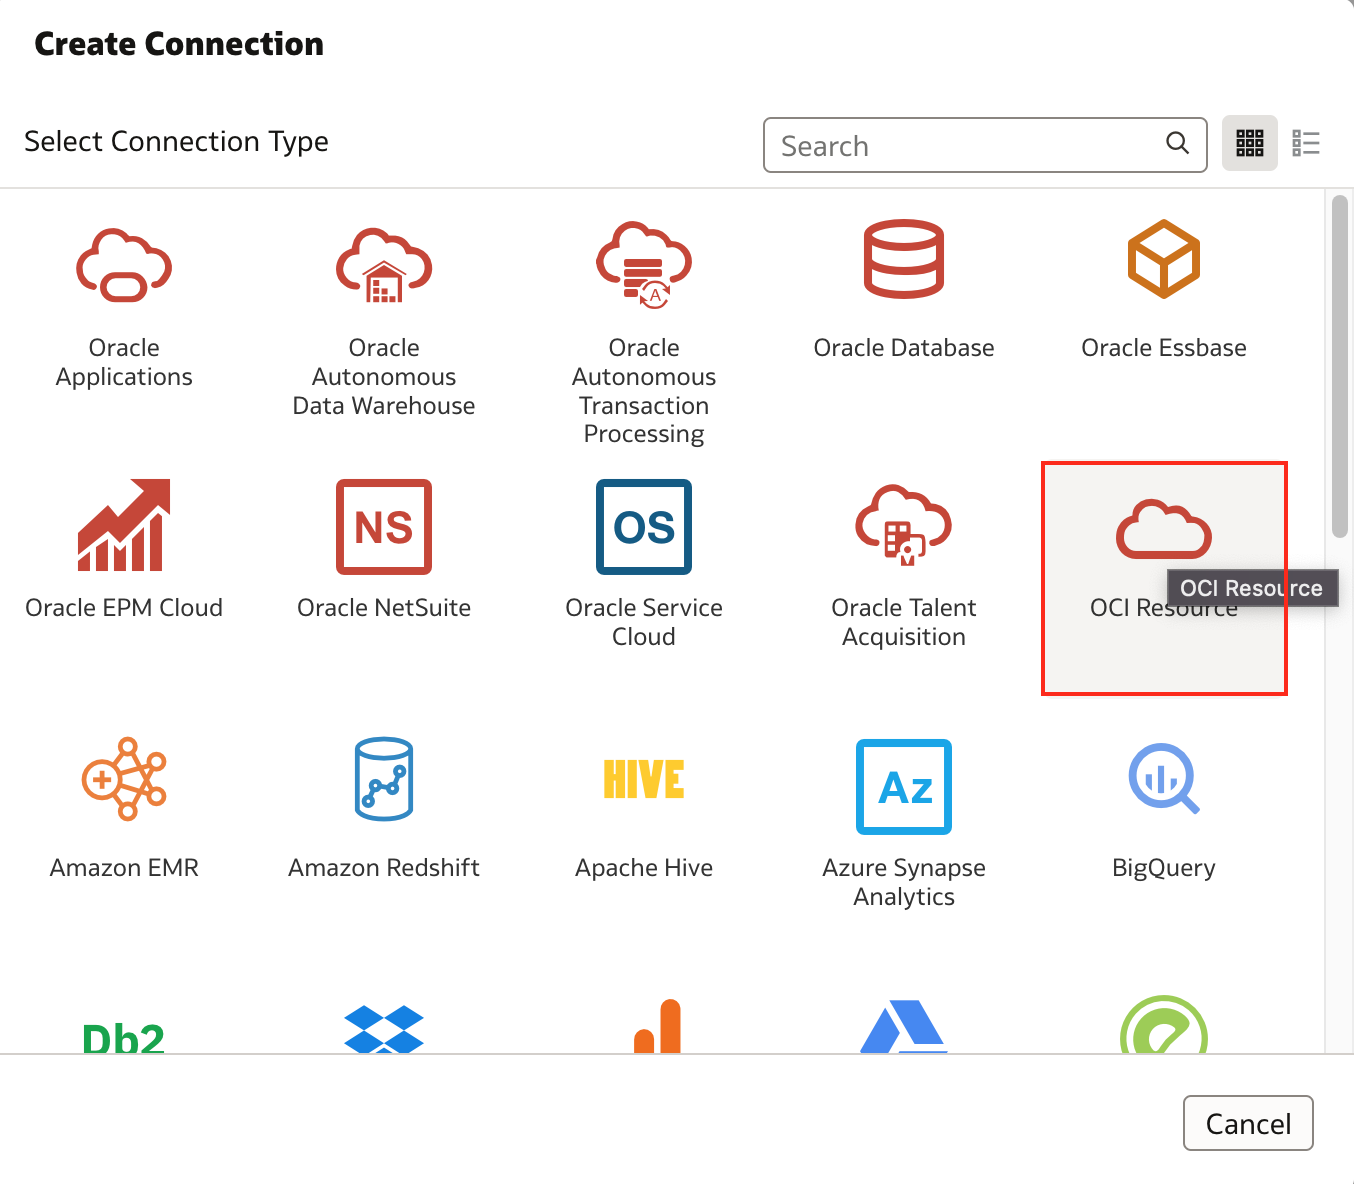 Create Connection
Select Connection Type
Search
A
Oracle
Applications
Oracle
Autonomous
Data Warehouse
Oracle
Autonomous
Transaction
Processing
Oracle Database
Oracle Essbase
NS
OS
Oracle EPM Cloud
Oracle NetSuite
Oracle Service
Cloud
Oracle Talent
Acquisition
OCI Resource
OCI Resource
HIVE
Az
Amazon EMR
Amazon Redshift
Apache Hive
Azure Synapse
Analytics
BigQuery
Db2
Cancel